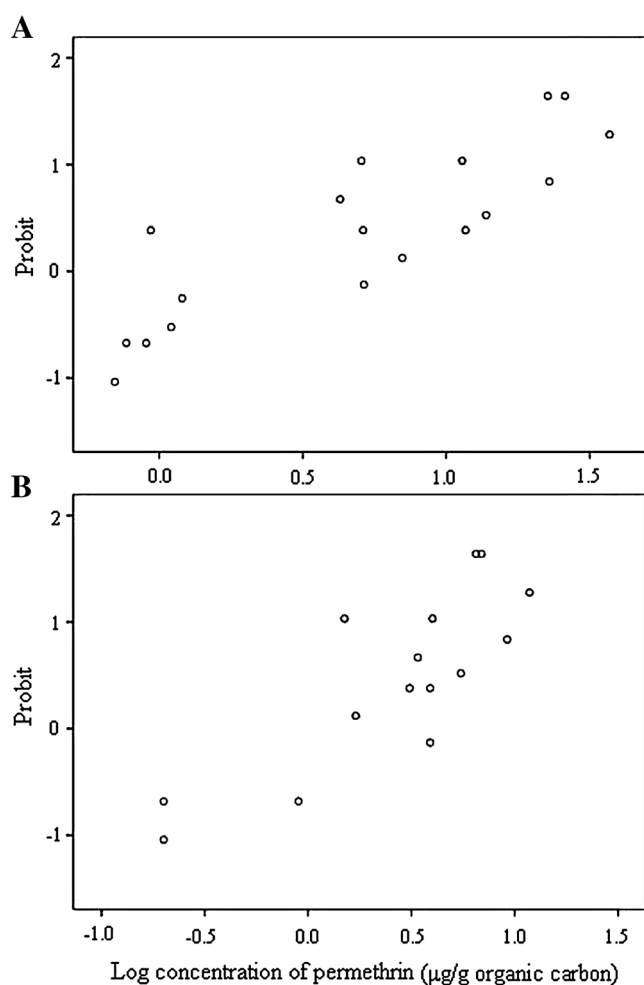 A
2
1
0
-1
Probit
0.0 0.5 1.0 1.5
B
2
1
0
-1
Probit
-1.0 -0.5 0.0 0.5 1.0 1.5
Log concentration of permethrin (μg/g organic carbon)